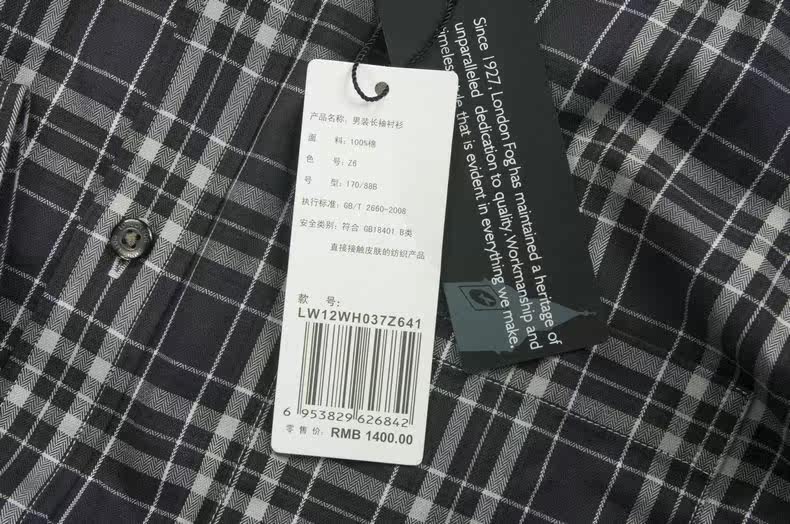 产品名称：男装长袖衬衫
面 料：100%棉
色 号：Z6
号 型：170/88B
执行标准：GB/T 2660-2008
安全类别：符合 GB18401 B类
直接接触皮肤的纺织产品
款 号：
LW12WH037Z641
6 953829 626842
零售价：RMB 1400.00
Since 1927, London Fog has maintained a heritage of
unparalleled dedication to quality. Workmanship and
that is evident in everything we make.